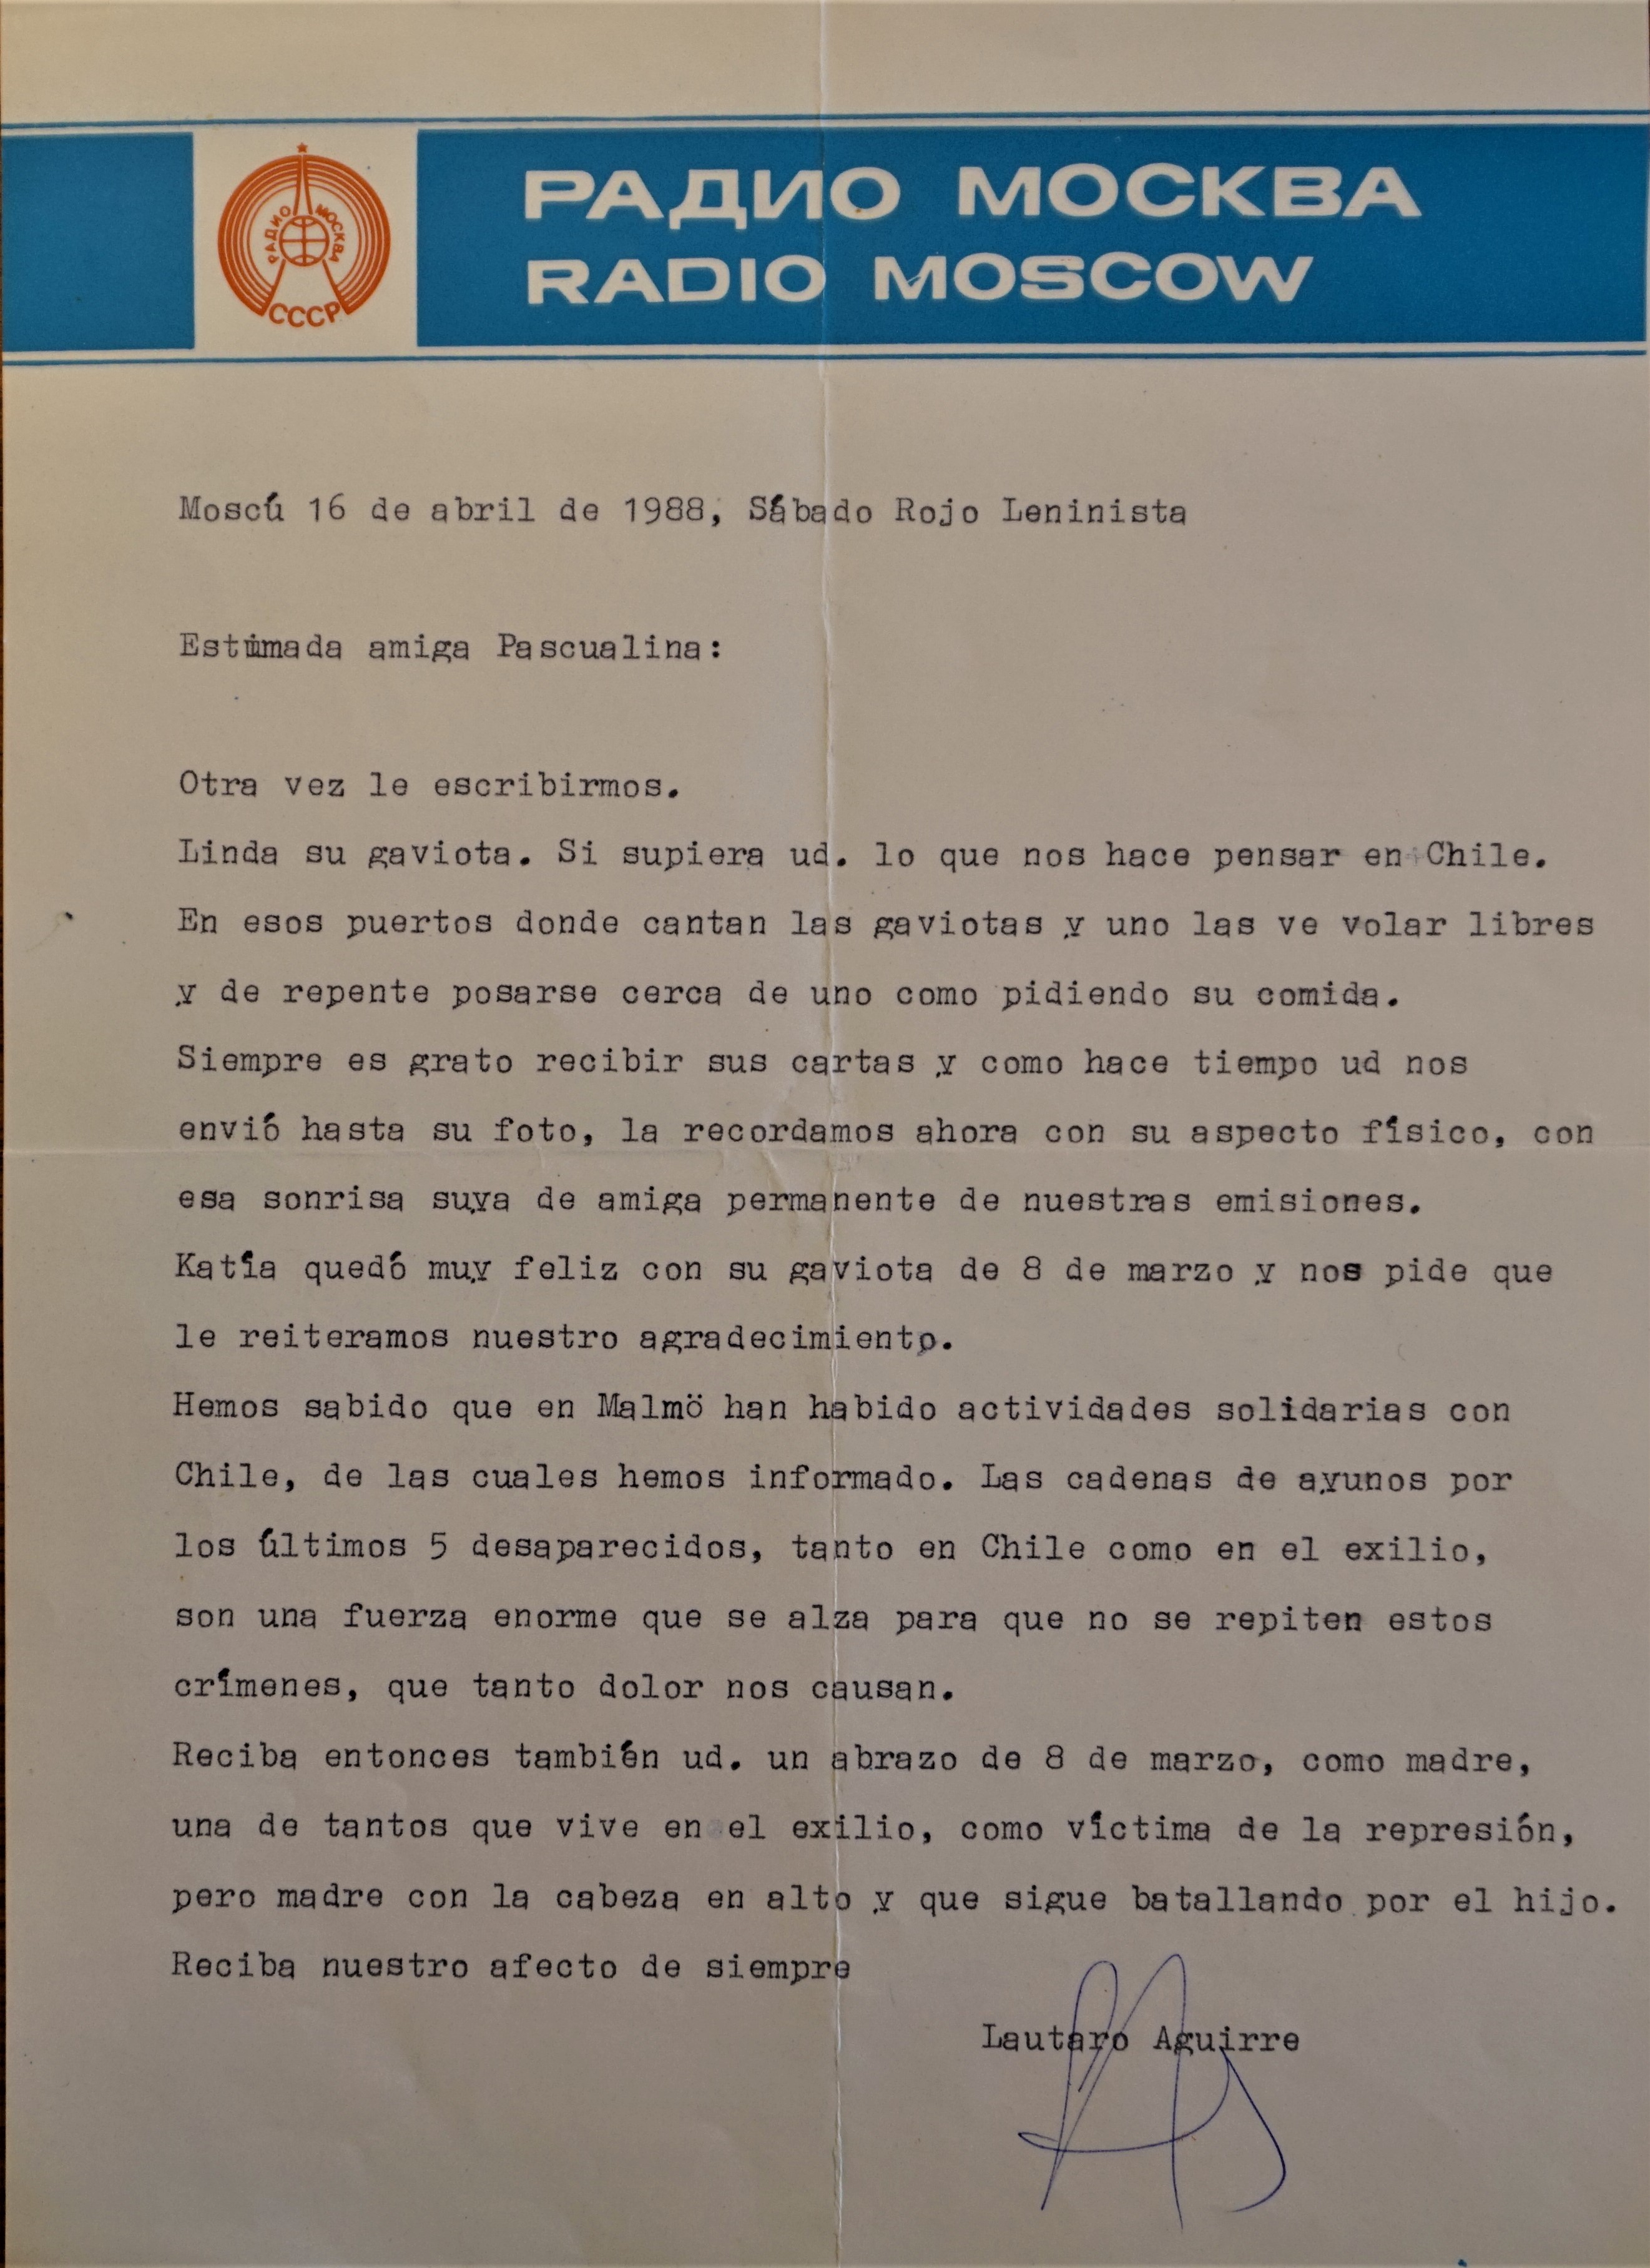 РАДИО МОСКВА
СССР
РАДИО МОСКВА
RADIO MOSCOW
Moscú 16 de abril de 1988, Sábado Rojo Leninista
Estimada amiga Pascualina:
Otra vez le escribirmos.
Linda su gaviota. Si supiera ud. lo que nos hace pensar en Chile.
En esos puertos donde cantan las gaviotas y uno las ve volar libres
y de repente posarse cerca de uno como pidiendo su comida.
Siempre es grato recibir sus cartas y como hace tiempo ud nos
envió hasta su foto, la recordamos ahora con su aspecto físico, con
esa sonrisa suya de amiga permanente de nuestras emisiones.
Katía quedó muy feliz con su gaviota de 8 de marzo y nos pide que
le reiteramos nuestro agradecimiento.
Hemos sabido que en Malmö han habido actividades solidarias con
Chile, de las cuales hemos informado. Las cadenas de ayunos por
los últimos 5 desaparecidos, tanto en Chile como en el exilio,
son una fuerza enorme que se alza para que no se repiten estos
crímenes, que tanto dolor nos causan.
Reciba entonces también ud. un abrazo de 8 de marzo, como madre,
una de tantos que vive en el exilio, como víctima de la represión,
pero madre con la cabeza en alto y que sigue batallando por el hijo.
Reciba nuestro afecto de siempre
Lautaro Aguirre